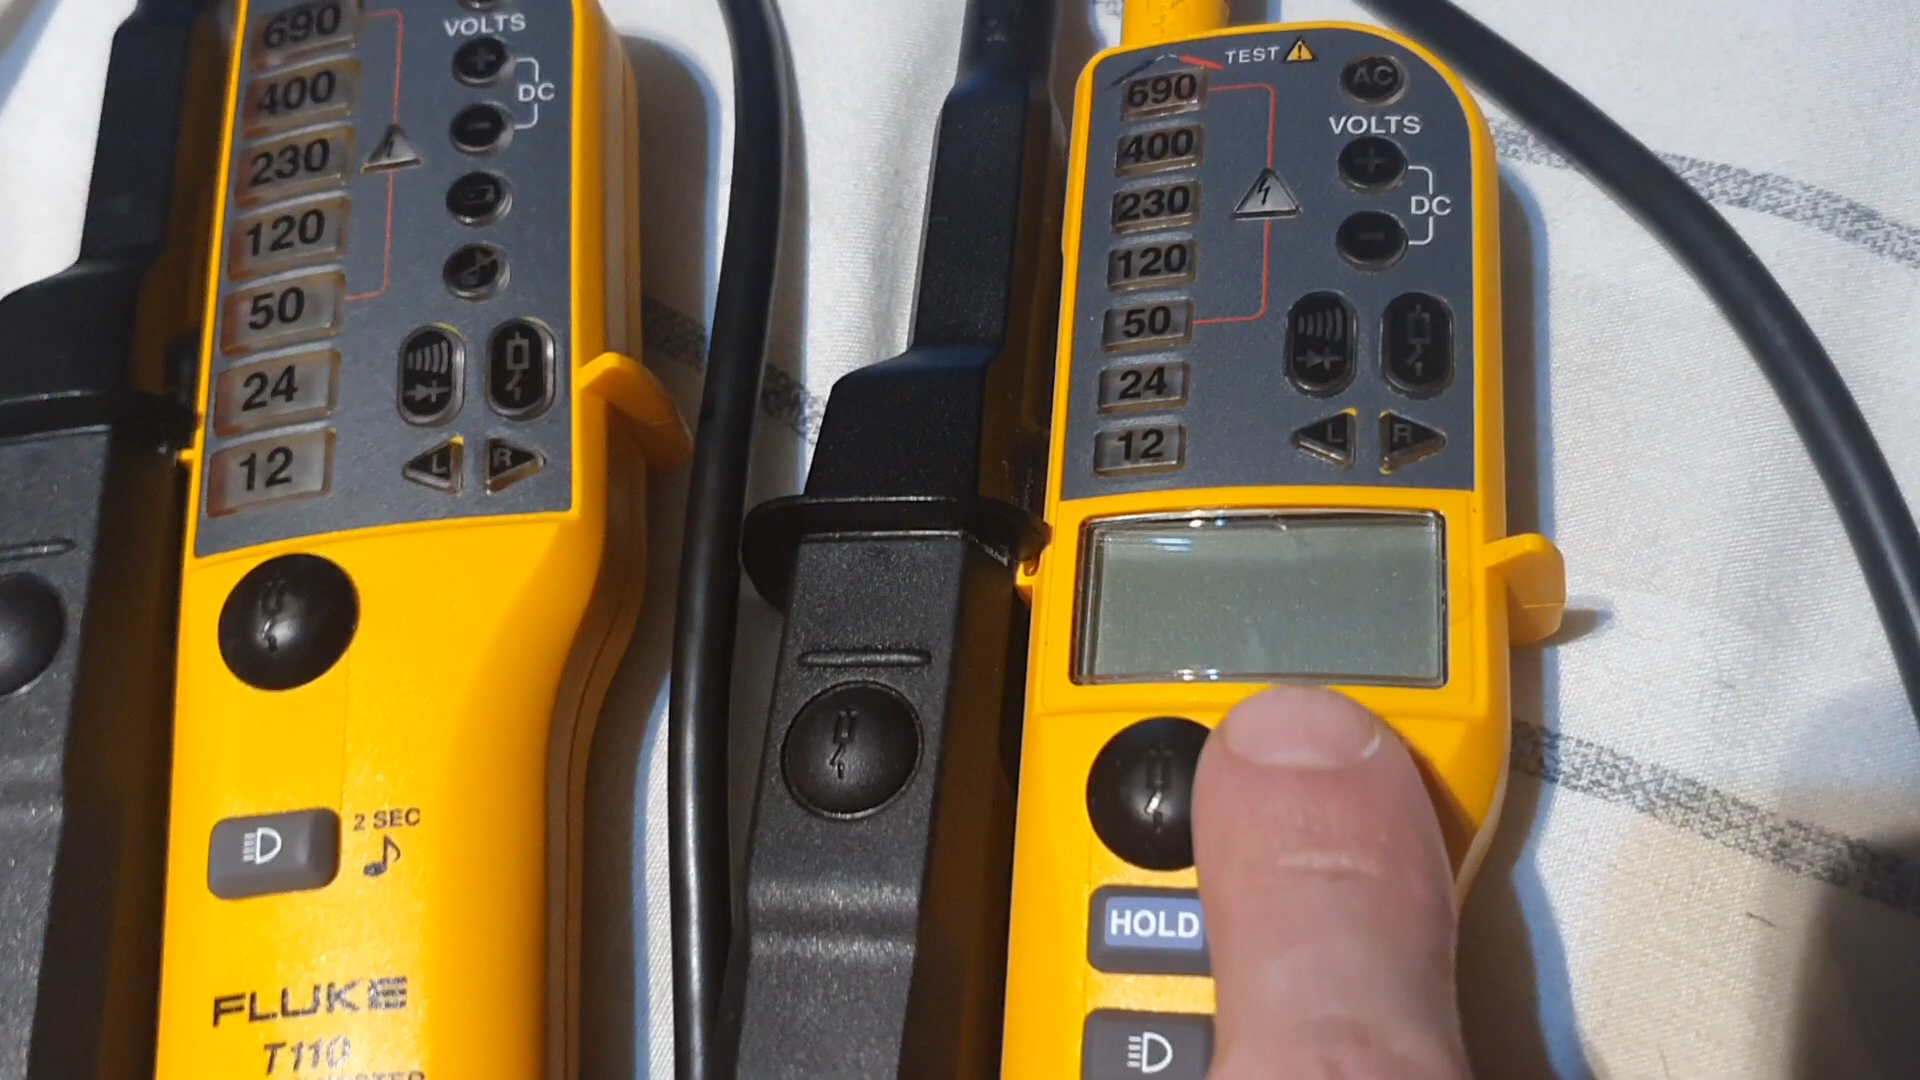 690
400
230
120
50
24
12
VOLTS
+
-
DC
L
R
2 SEC
FLUKE
T110
TEST
690
400
230
120
50
24
12
AC
VOLTS
+
-
DC
L
R
HOLD